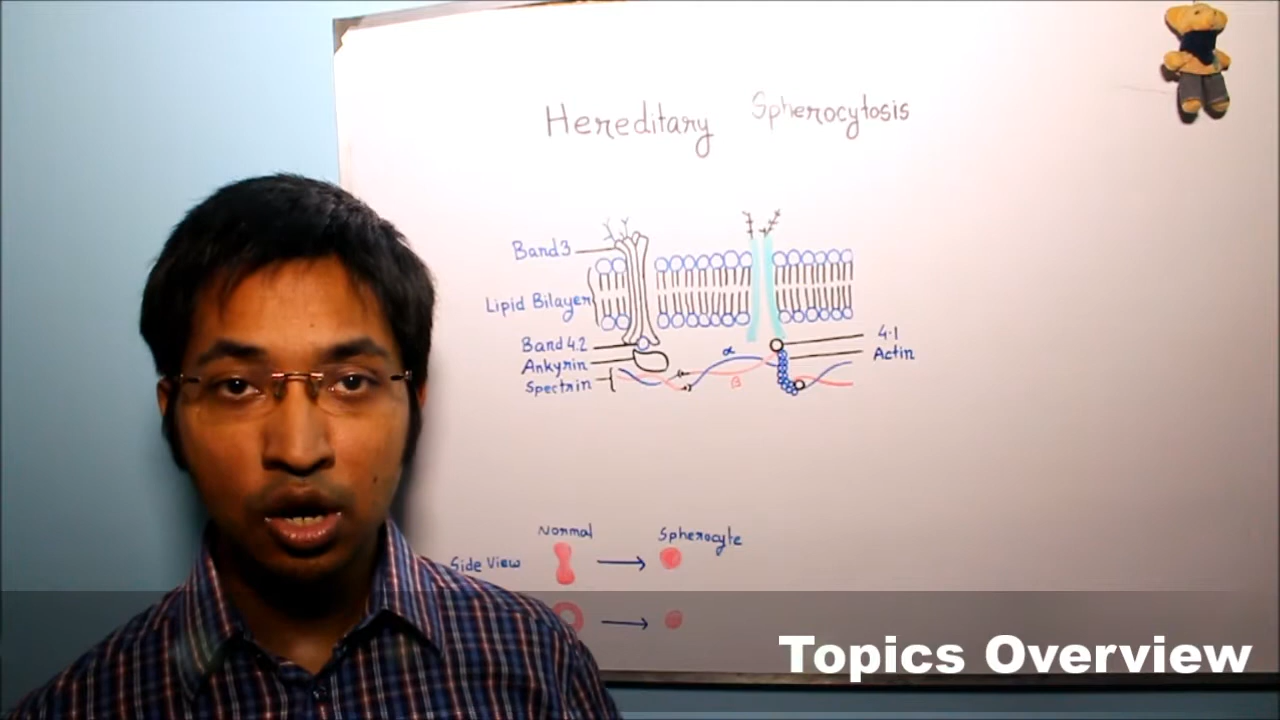 Hereditary Spherocytosis
Band3
Lipid Bilayer
Band 4.2
Ankyrin
Spectrin
α
β
4.1
Actin
Normal
Spherocyte
Side View
Topics Overview